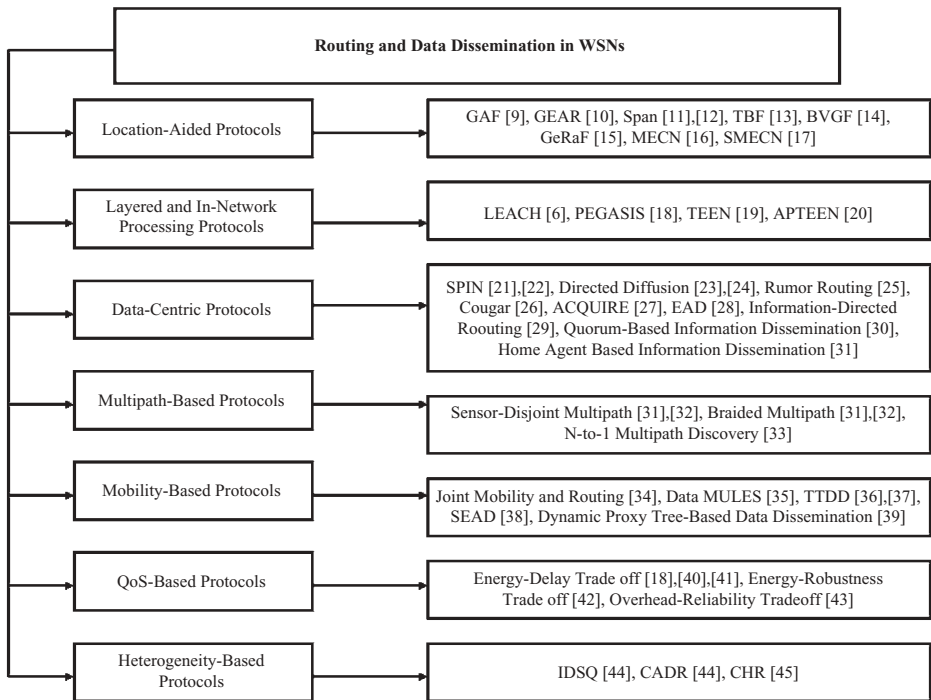 Routing and Data Dissemination in WSNs
Location-Aided Protocols
GAF [9], GEAR [10], Span [11],[12], TBF [13], BVGF [14],
GeRaF [15], MECN [16], SMECN [17]
Layered and In-Network
Processing Protocols
LEACH [6], PEGASIS [18], TEEN [19], APTEEN [20]
Data-Centric Protocols
SPIN [21],[22], Directed Diffusion [23],[24], Rumor Routing [25],
Cougar [26], ACQUIRE [27], EAD [28], Information-Directed
Roouting [29], Quorum-Based Information Dissemination [30],
Home Agent Based Information Dissemination [31]
Multipath-Based Protocols
Sensor-Disjoint Multipath [31],[32], Braided Multipath [31],[32],
N-to-1 Multipath Discovery [33]
Mobility-Based Protocols
Joint Mobility and Routing [34], Data MULES [35], TTDD [36],[37],
SEAD [38], Dynamic Proxy Tree-Based Data Dissemination [39]
QoS-Based Protocols
Energy-Delay Trade off [18],[40],[41], Energy-Robustness
Trade off [42], Overhead-Reliability Tradeoff [43]
Heterogeneity-Based
Protocols
IDSQ [44], CADR [44], CHR [45]